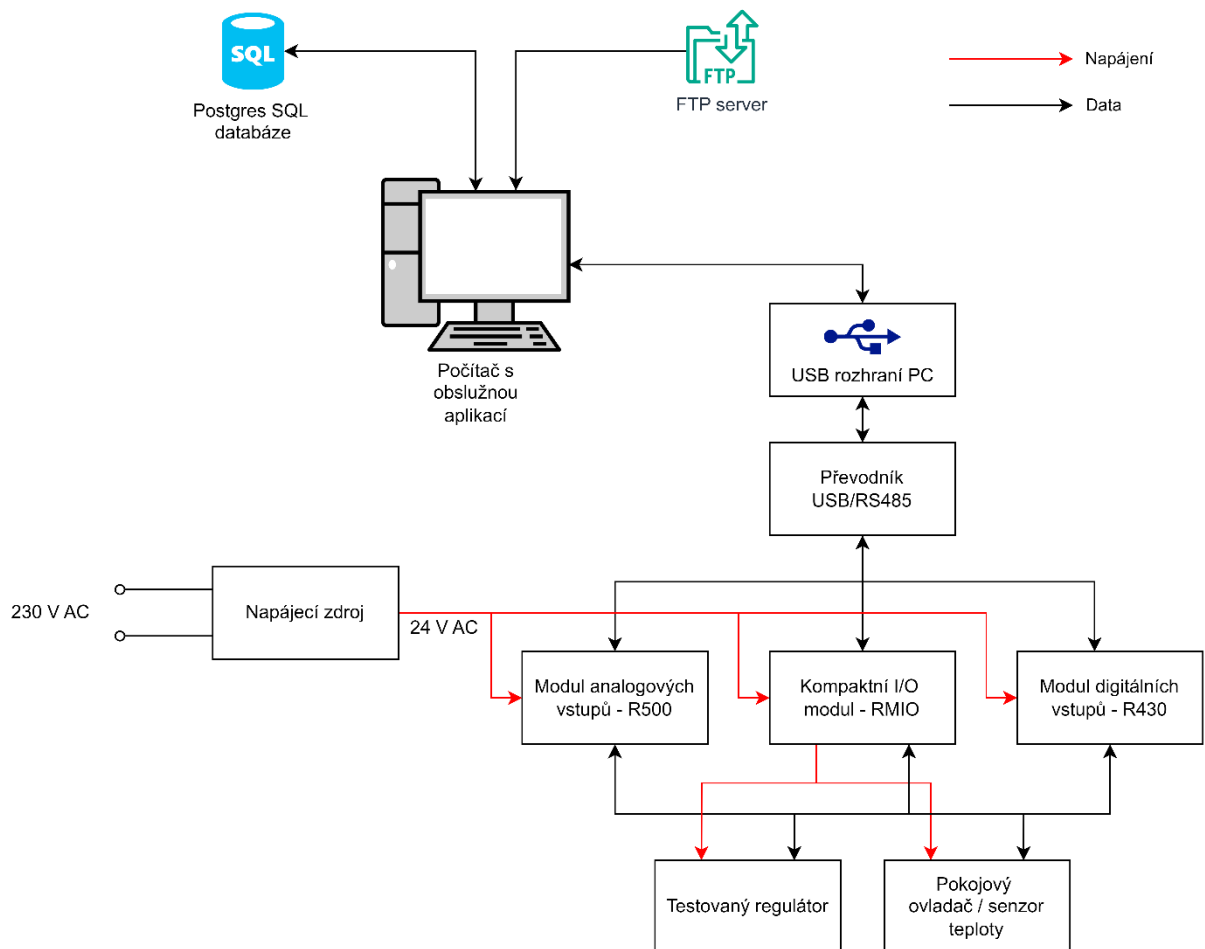 SQL
Postgres SQL
databáze
FTP
FTP server
Napájení
Data
Počítač s
obslužnou
aplikací
USB rozhraní PC
Převodník
USB/RS485
230 V AC
Napájecí zdroj
24 V AC
Modul analogových
vstupů - R500
Kompaktní I/O
modul - RMIO
Modul digitálních
vstupů - R430
Testovaný regulátor
Pokojový
ovladač / senzor
teploty